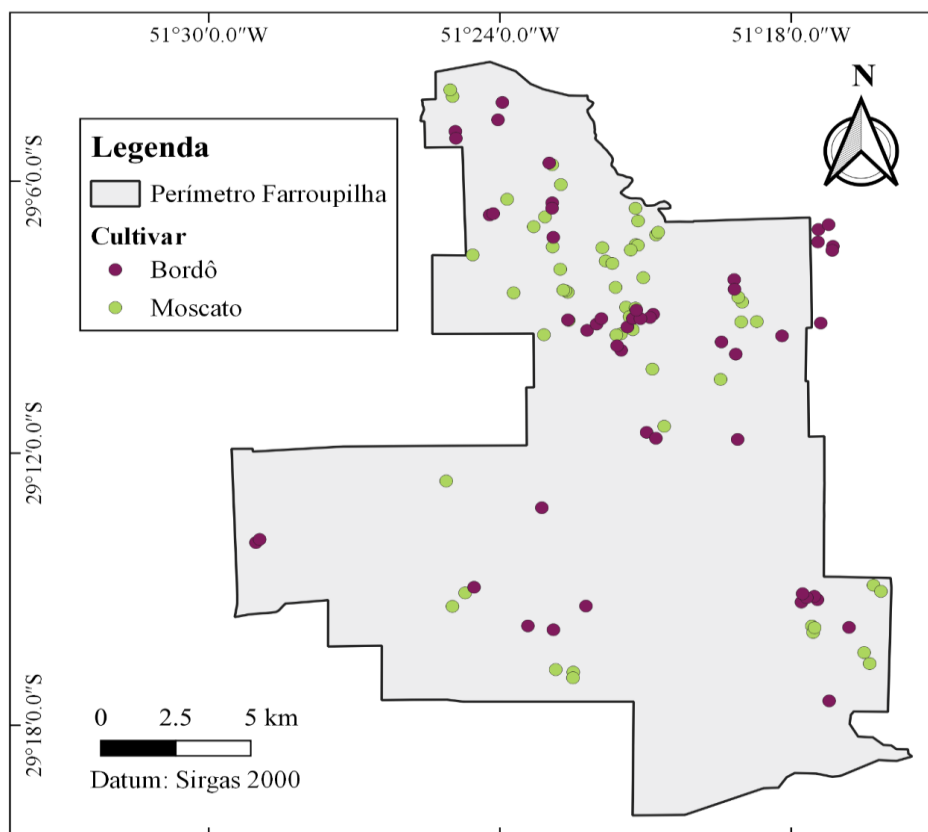 51°30'0.0"W 51°24'0.0"W 51°18'0.0"W
N
Legenda
Perímetro Farroupilha
Cultivar
Bordô
Moscato
29°6'0.0"S
29°12'0.0"S
29°18'0.0"S
0 2.5 5 km
Datum: Sirgas 2000